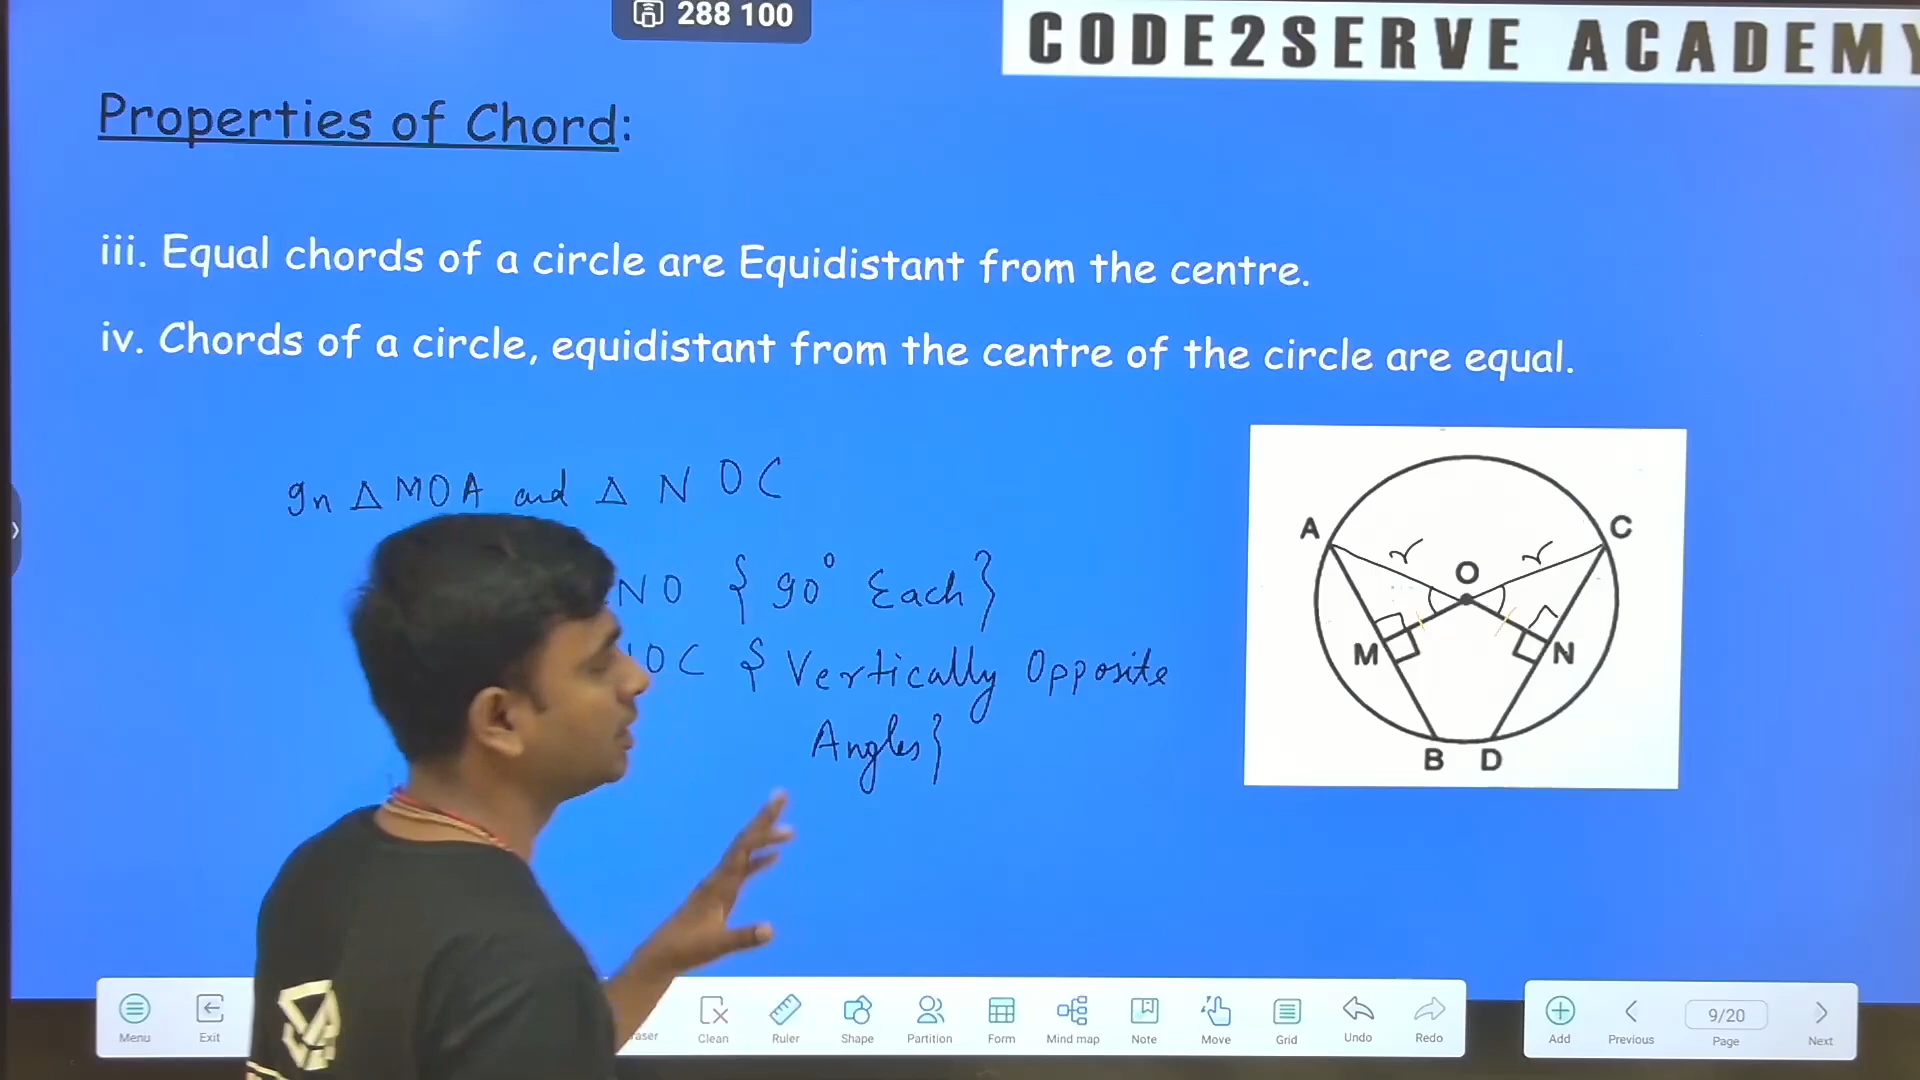 288 100
CODE2SERVE ACADEMY
Properties of Chord:
iii. Equal chords of a circle are Equidistant from the centre.
iv. Chords of a circle, equidistant from the centre of the circle are equal.
In △ MOA and △ NOC
NO { 90° Each }
OC { Vertically Opposite
Angles }
A
C
r
r
O
M
N
B D
Menu Exit Clean Ruler Shape Partition Form Mind map Note Move Grid Undo Redo Add Previous 9/20 Page Next